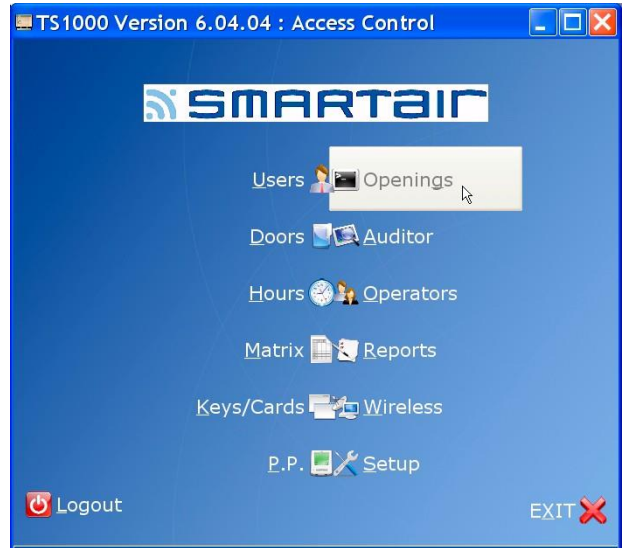 TS1000 Version 6.04.04 : Access Control
SMARTair
Users Openings
Doors Auditor
Hours Operators
Matrix Reports
Keys/Cards Wireless
P.P. Setup
Logout
EXIT